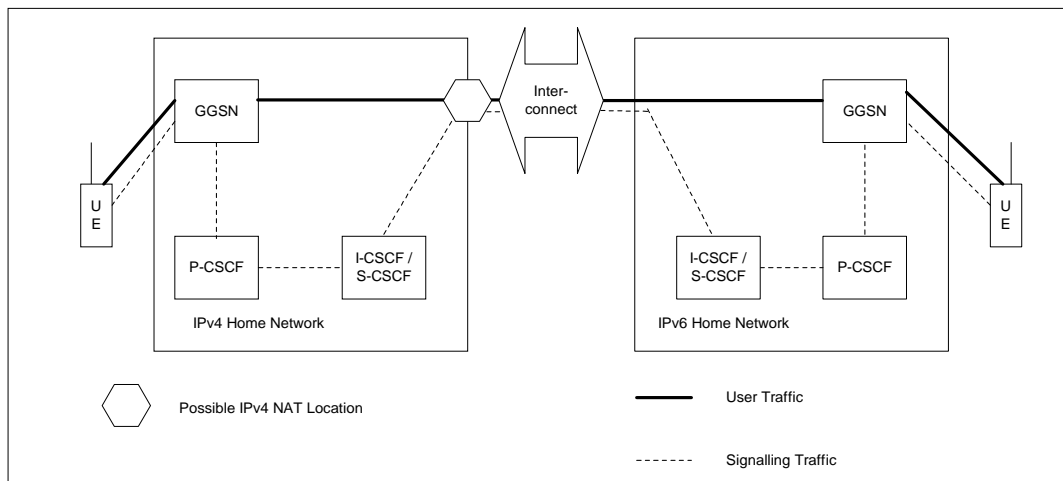 Inter-
connect
GGSN
GGSN
U
E
U
E
P-CSCF
I-CSCF /
S-CSCF
I-CSCF /
S-CSCF
P-CSCF
IPv4 Home Network
IPv6 Home Network
Possible IPv4 NAT Location
User Traffic
Signalling Traffic